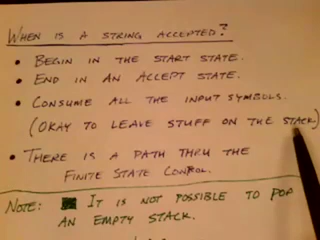 WHEN IS A STRING ACCEPTED?
• BEGIN IN THE START STATE.
• END IN AN ACCEPT STATE.
• CONSUME ALL THE INPUT SYMBOLS.
(OKAY TO LEAVE STUFF ON THE STACK)
• THERE IS A PATH THRU THE
FINITE STATE CONTROL.
NOTE: IT IS NOT POSSIBLE TO POP
AN EMPTY STACK.